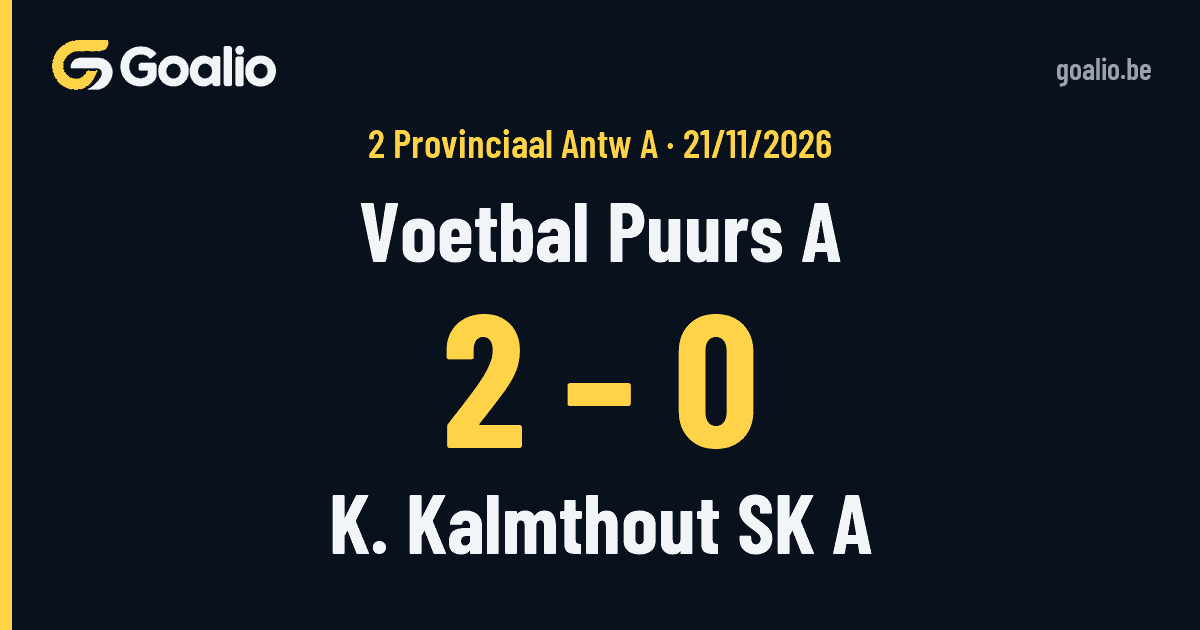 Goalio
goalio.be
2 Provinciaal Antw A · 21/11/2026
Voetbal Puurs A
2 – 0
K. Kalmthout SK A